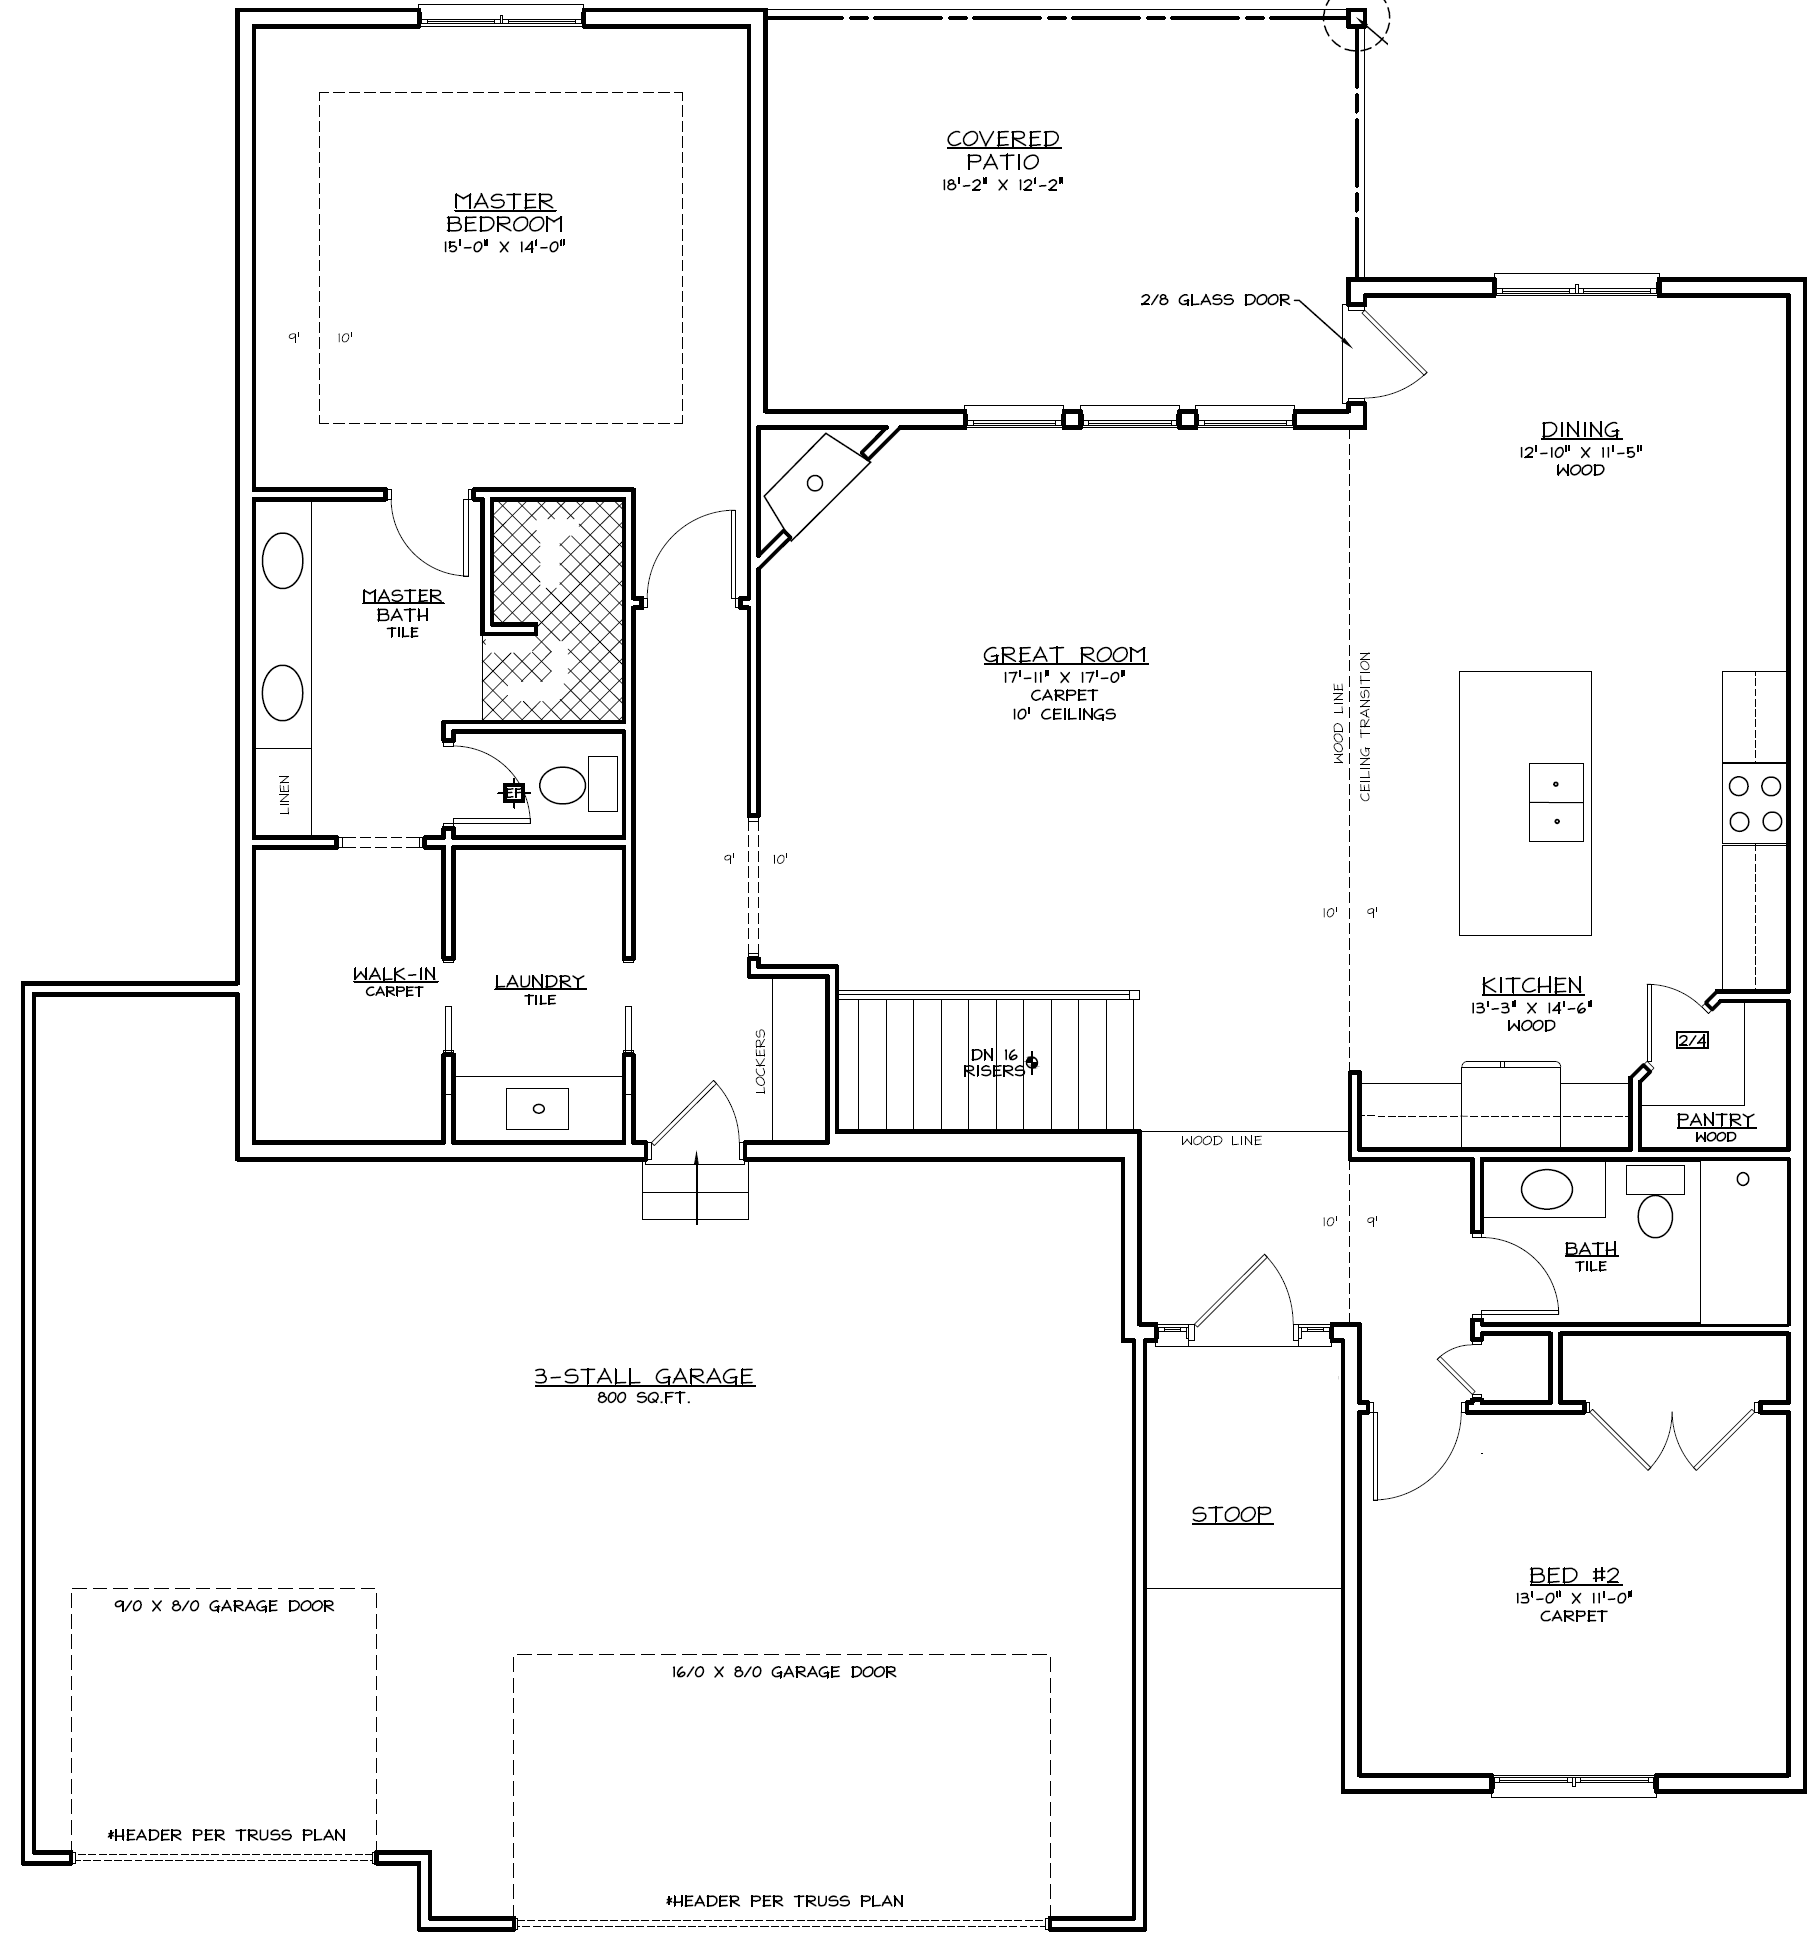 COVERED
PATIO
18'-2" X 12'-2"
MASTER
BEDROOM
15'-0" X 14'-0"
9' 10'
2/8 GLASS DOOR
DINING
12'-10" X 11'-5"
WOOD
MASTER
BATH
TILE
GREAT ROOM
17'-11" X 17'-0"
CARPET
10' CEILINGS
WOOD LINE
CEILING TRANSITION
LINEN
EF
9' 10'
10' 9'
WALK-IN
CARPET
LAUNDRY
TILE
LOCKERS
DN 16
RISERS
KITCHEN
13'-3" X 14'-6"
WOOD
2/4
PANTRY
WOOD
WOOD LINE
10' 9'
BATH
TILE
3-STALL GARAGE
800 SQ.FT.
STOOP
BED #2
13'-0" X 11'-0"
CARPET
9/0 X 8/0 GARAGE DOOR
16/0 X 8/0 GARAGE DOOR
*HEADER PER TRUSS PLAN
*HEADER PER TRUSS PLAN